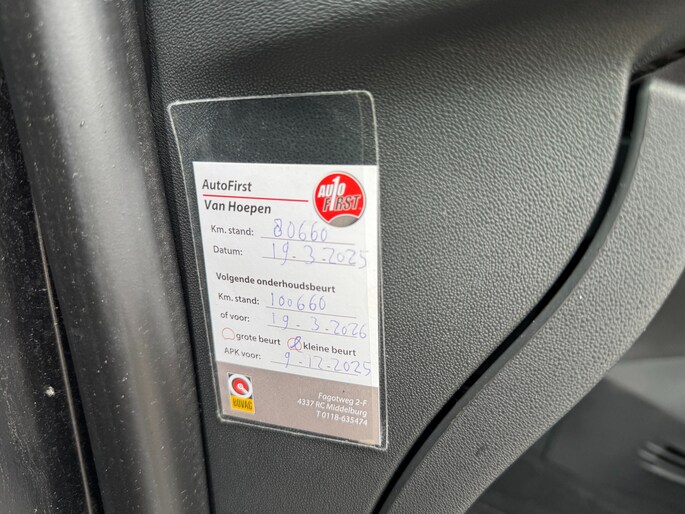 AutoFirst
Van Hoepen
AUTO
FIRST
Km. stand: 80660
Datum: 19.3.2025
Volgende onderhoudsbeurt
Km. stand: 100660
of voor: 19.3.2026
grote beurt kleine beurt
APK voor: 9.12.2025
BOVAG
Fagotweg 2-F
4337 RC Middelburg
T 0118-635474